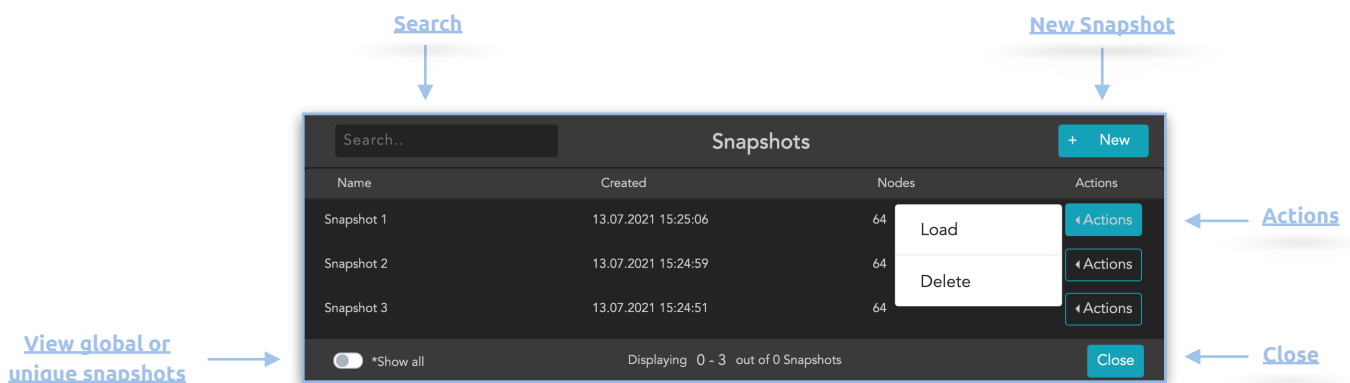 Search
New Snapshot
Search..
Snapshots
+ New
Name Created Nodes Actions
Snapshot 1 13.07.2021 15:25:06 64 Actions
Load
Actions
Snapshot 2 13.07.2021 15:24:59 64 Actions
Delete
Snapshot 3 13.07.2021 15:24:51 64 Actions
View global or
unique snapshots
*Show all Displaying 0 - 3 out of 0 Snapshots Close
Close